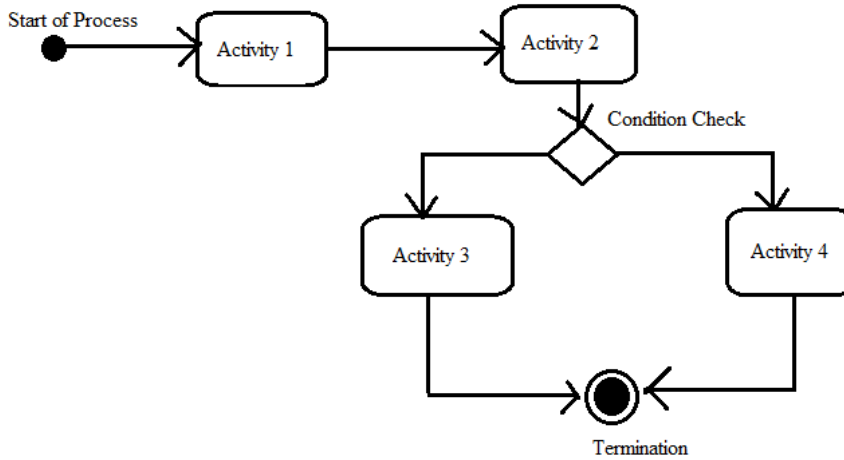 Start of Process
Activity 1
Activity 2
Condition Check
Activity 3
Activity 4
Termination